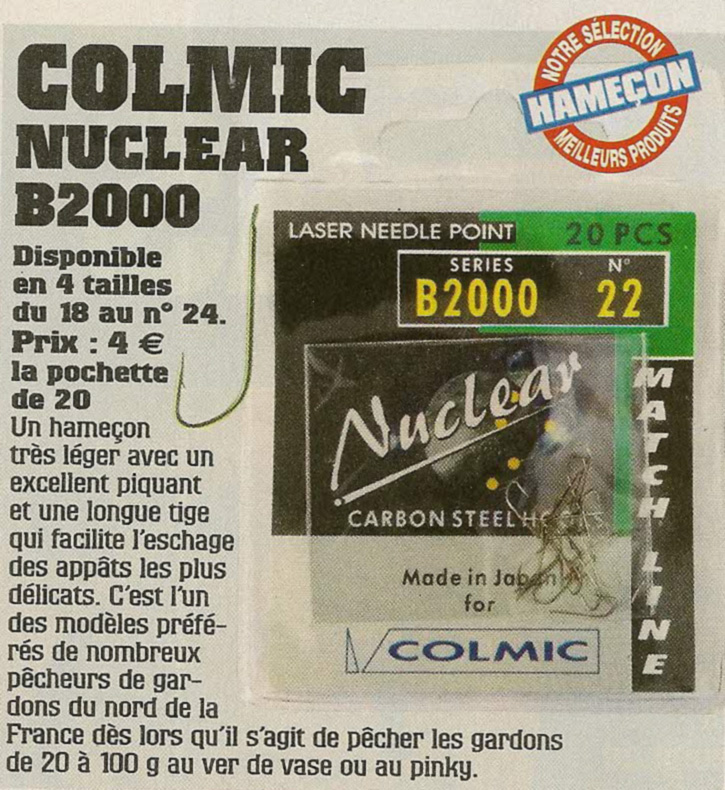 COLMIC
NUCLEAR
B2000
NOTRE SÉLECTION
HAMEÇON
MEILLEURS PRODUITS
Disponible
en 4 tailles
du 18 au n° 24.
Prix : 4 €
la pochette
de 20
Un hameçon
très léger avec un
excellent piquant
et une longue tige
qui facilite l'eschage
des appâts les plus
délicats. C'est l'un
des modèles préfé-
rés de nombreux
pêcheurs de gar-
dons du nord de la
France dès lors qu'il s'agit de pêcher les gardons
de 20 à 100 g au ver de vase ou au pinky.
LASER NEEDLE POINT
20 PCS
SERIES N°
B2000 22
Nuclear
CARBON STEEL HOOKS
Made in Japan
for
COLMIC
MATCH LINE